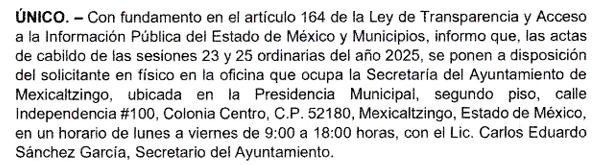 ÚNICO. – Con fundamento en el artículo 164 de la Ley de Transparencia y Acceso
a la Información Pública del Estado de México y Municipios, informo que, las actas
de cabildo de las sesiones 23 y 25 ordinarias del año 2025, se ponen a disposición
del solicitante en físico en la oficina que ocupa la Secretaría del Ayuntamiento de
Mexicaltzingo, ubicada en la Presidencia Municipal, segundo piso, calle
Independencia #100, Colonia Centro, C.P. 52180, Mexicaltzingo, Estado de México,
en un horario de lunes a viernes de 9:00 a 18:00 horas, con el Lic. Carlos Eduardo
Sánchez García, Secretario del Ayuntamiento.